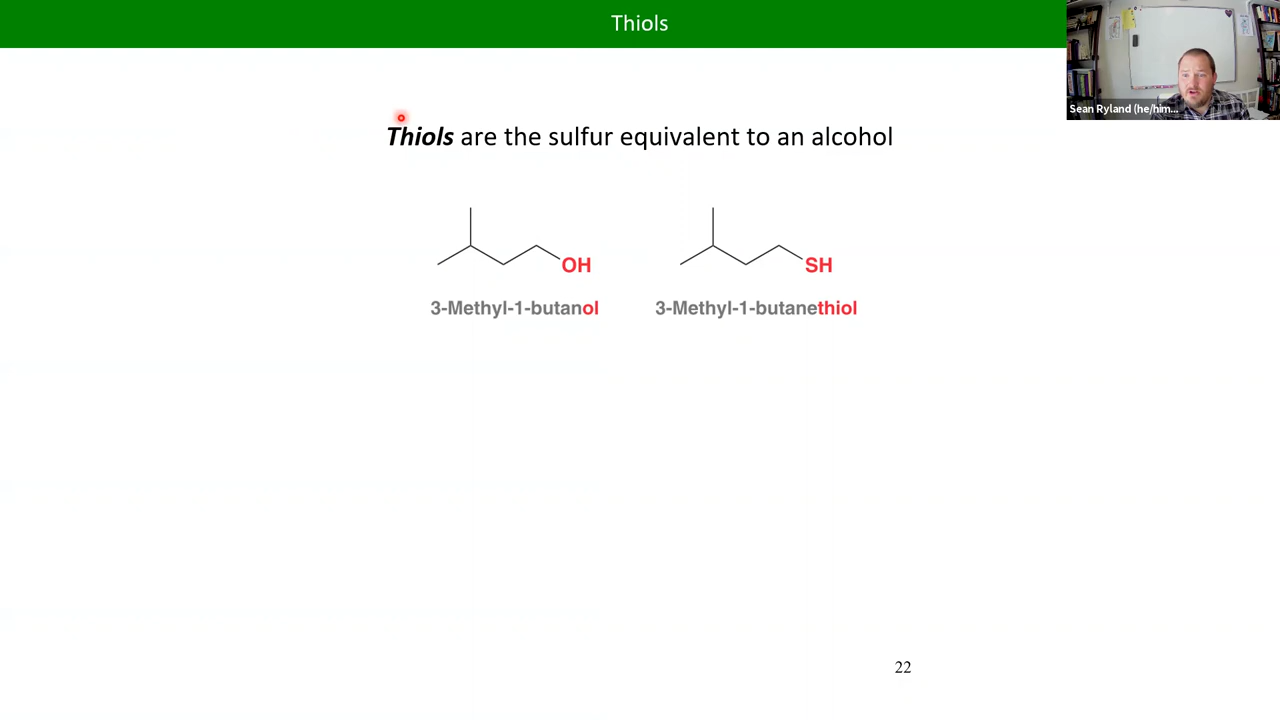 Thiols
Sean Ryland (he/him...
Thiols are the sulfur equivalent to an alcohol
OH
SH
3-Methyl-1-butanol
3-Methyl-1-butanethiol
22